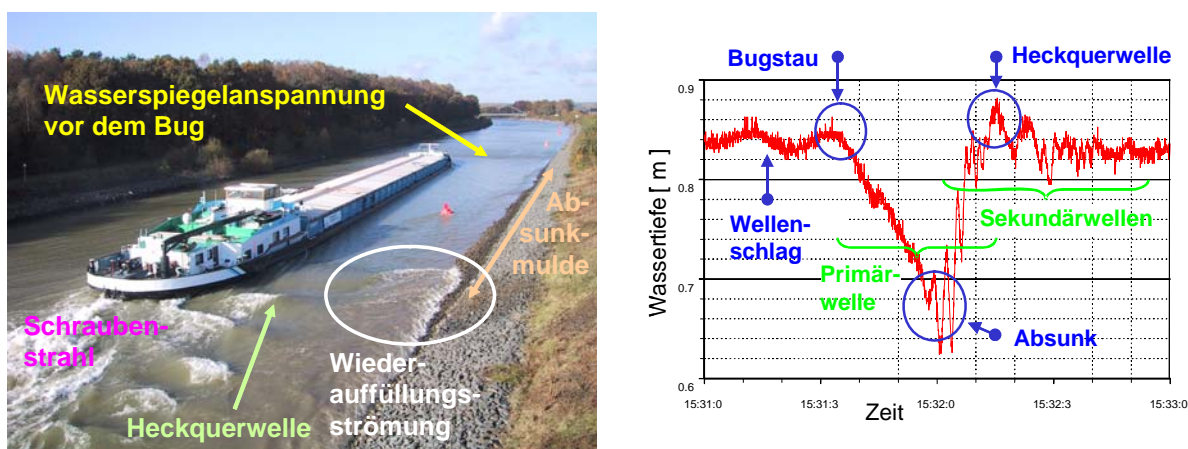 Wasserspiegelanspannung
vor dem Bug
Ab-
sunk-
mulde
Schrauben-
strahl
Heckquerwelle
Wieder-
auffüllungs-
strömung
Bugstau
Heckquerwelle
0.9
0.8
0.7
0.6
Wassertiefe [ m ]
Wellen-
schlag
Sekundärwellen
Primär-
welle
Absunk
15:31:0
15:31:3
15:32:0
15:32:3
15:33:0
Zeit